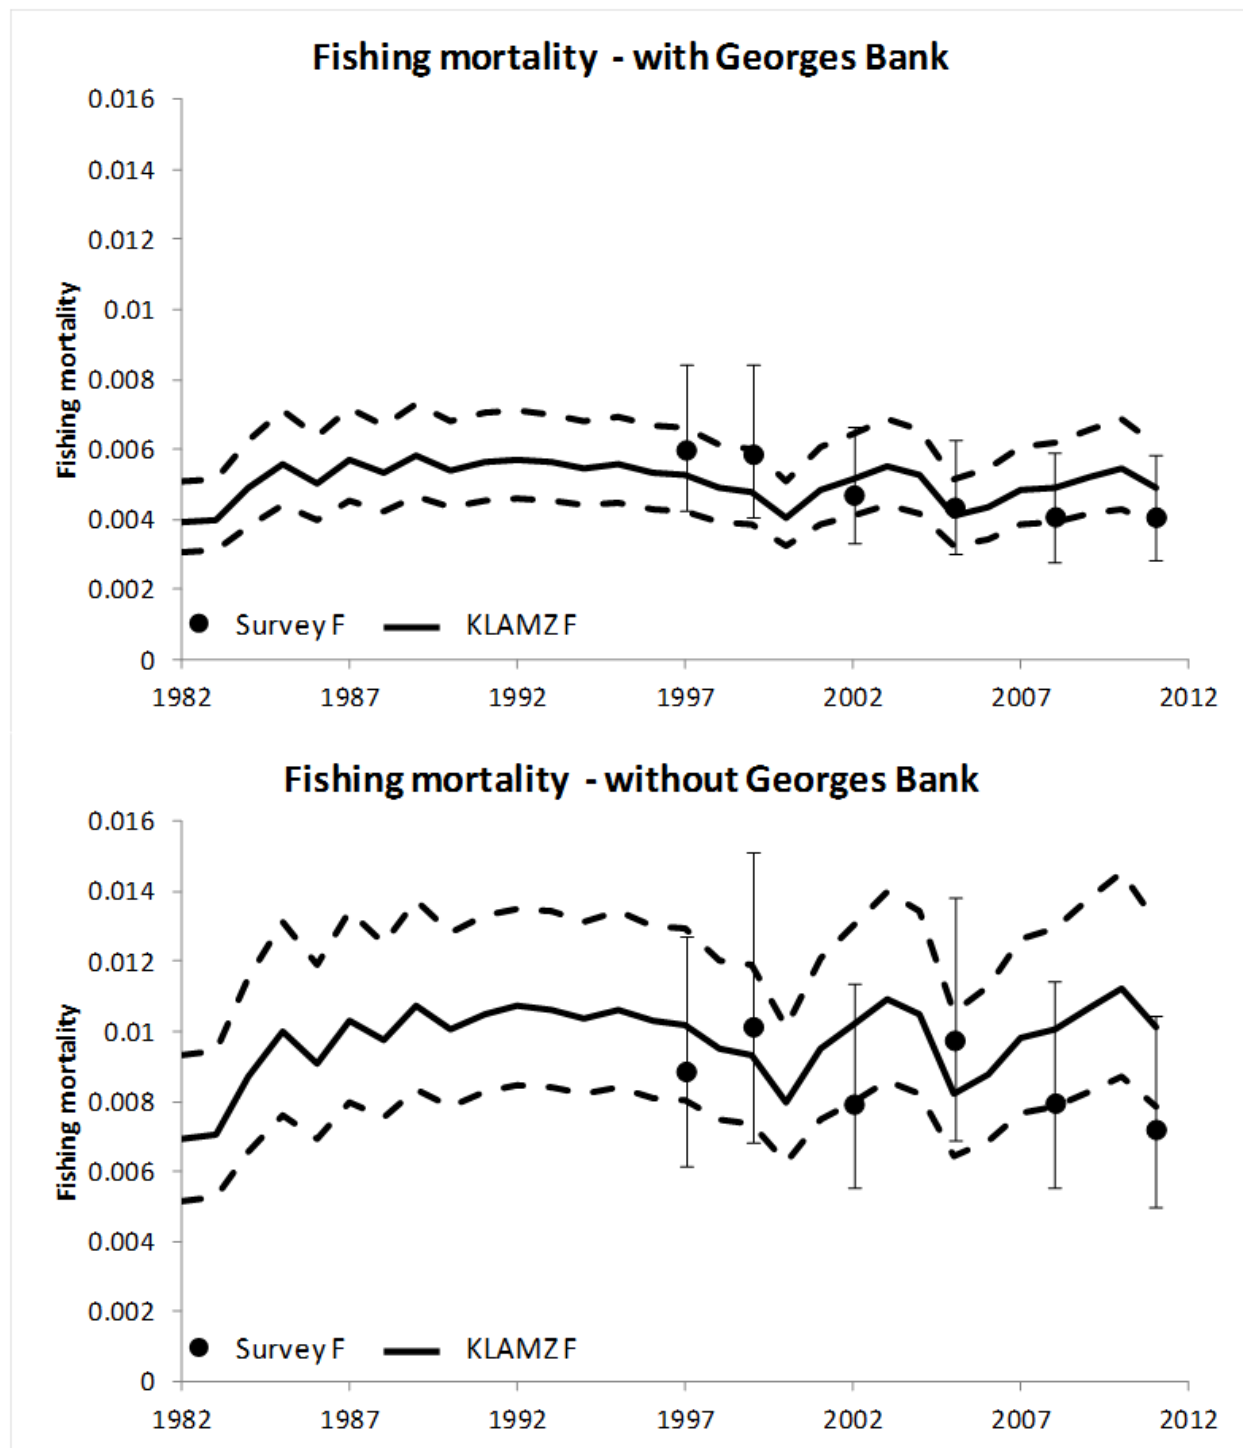 Fishing mortality - with Georges Bank
0.016
0.014
0.012
0.01
0.008
0.006
0.004
0.002
0
Fishing mortality
Survey F KLAMZ F
1982 1987 1992 1997 2002 2007 2012
Fishing mortality - without Georges Bank
0.016
0.014
0.012
0.01
0.008
0.006
0.004
0.002
0
Fishing mortality
Survey F KLAMZ F
1982 1987 1992 1997 2002 2007 2012